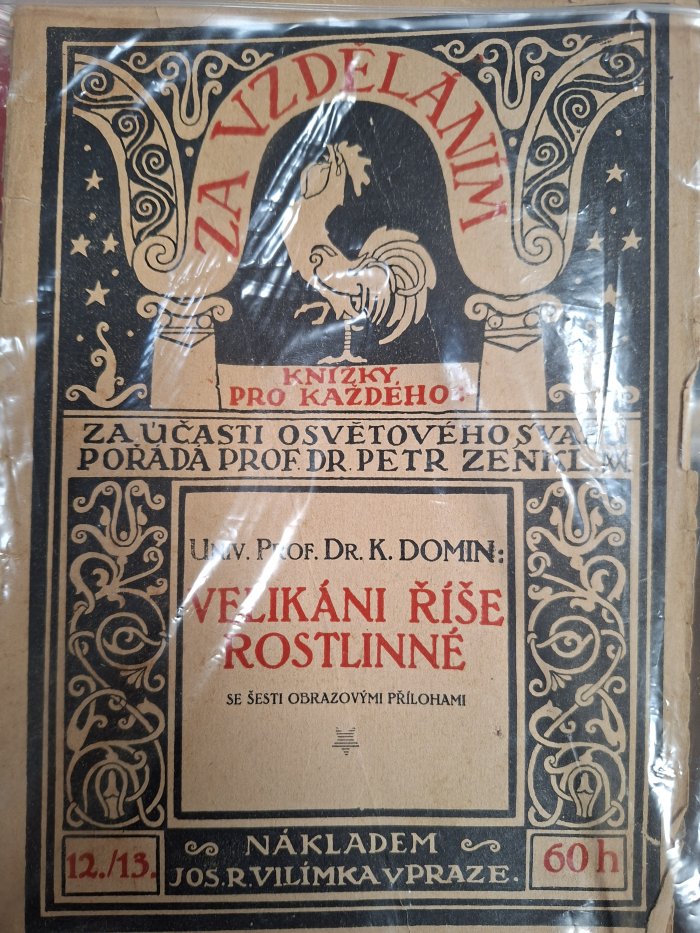 ZA VZDĚLÁNÍM
KNIŽKY
PRO KAŽDÉHO:
ZA ÚČASTI OSVĚTOVÉHO SVAZU
POŘÁDÁ PROF. DR. PETR ZENKL
UNIV. PROF. DR. K. DOMIN:
VELIKÁNI ŘÍŠE
ROSTLINNÉ
SE ŠESTI OBRAZOVÝMI PŘÍLOHAMI
12./13.
NÁKLADEM
JOS. R. VILÍMKA V PRAZE.
60 h